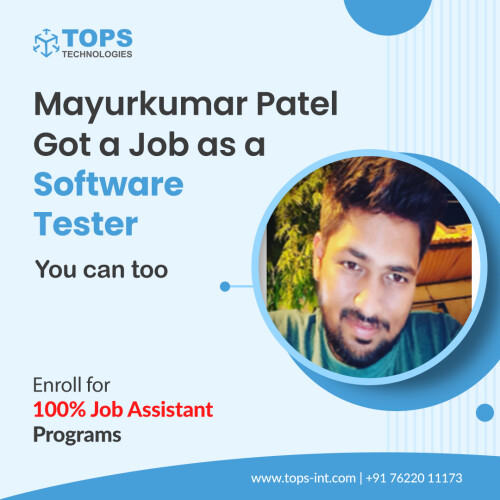 TOPS
TECHNOLOGIES
Mayurkumar Patel
Got a Job as a
Software
Tester
You can too
Enroll for
100% Job Assistant
Programs
www.tops-int.com | +91 76220 11173